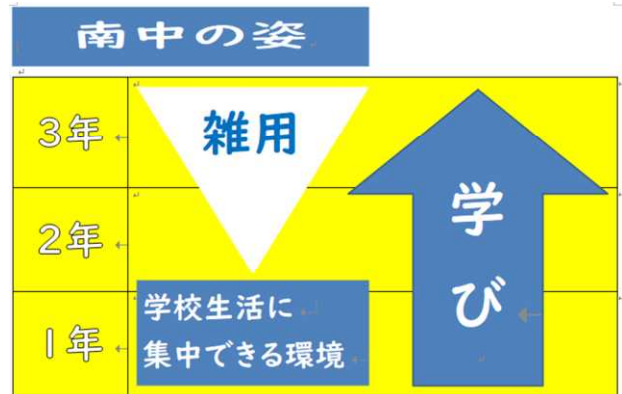 南中の姿
3年
雑用
2年
学び
学校生活に
集中できる環境
1年